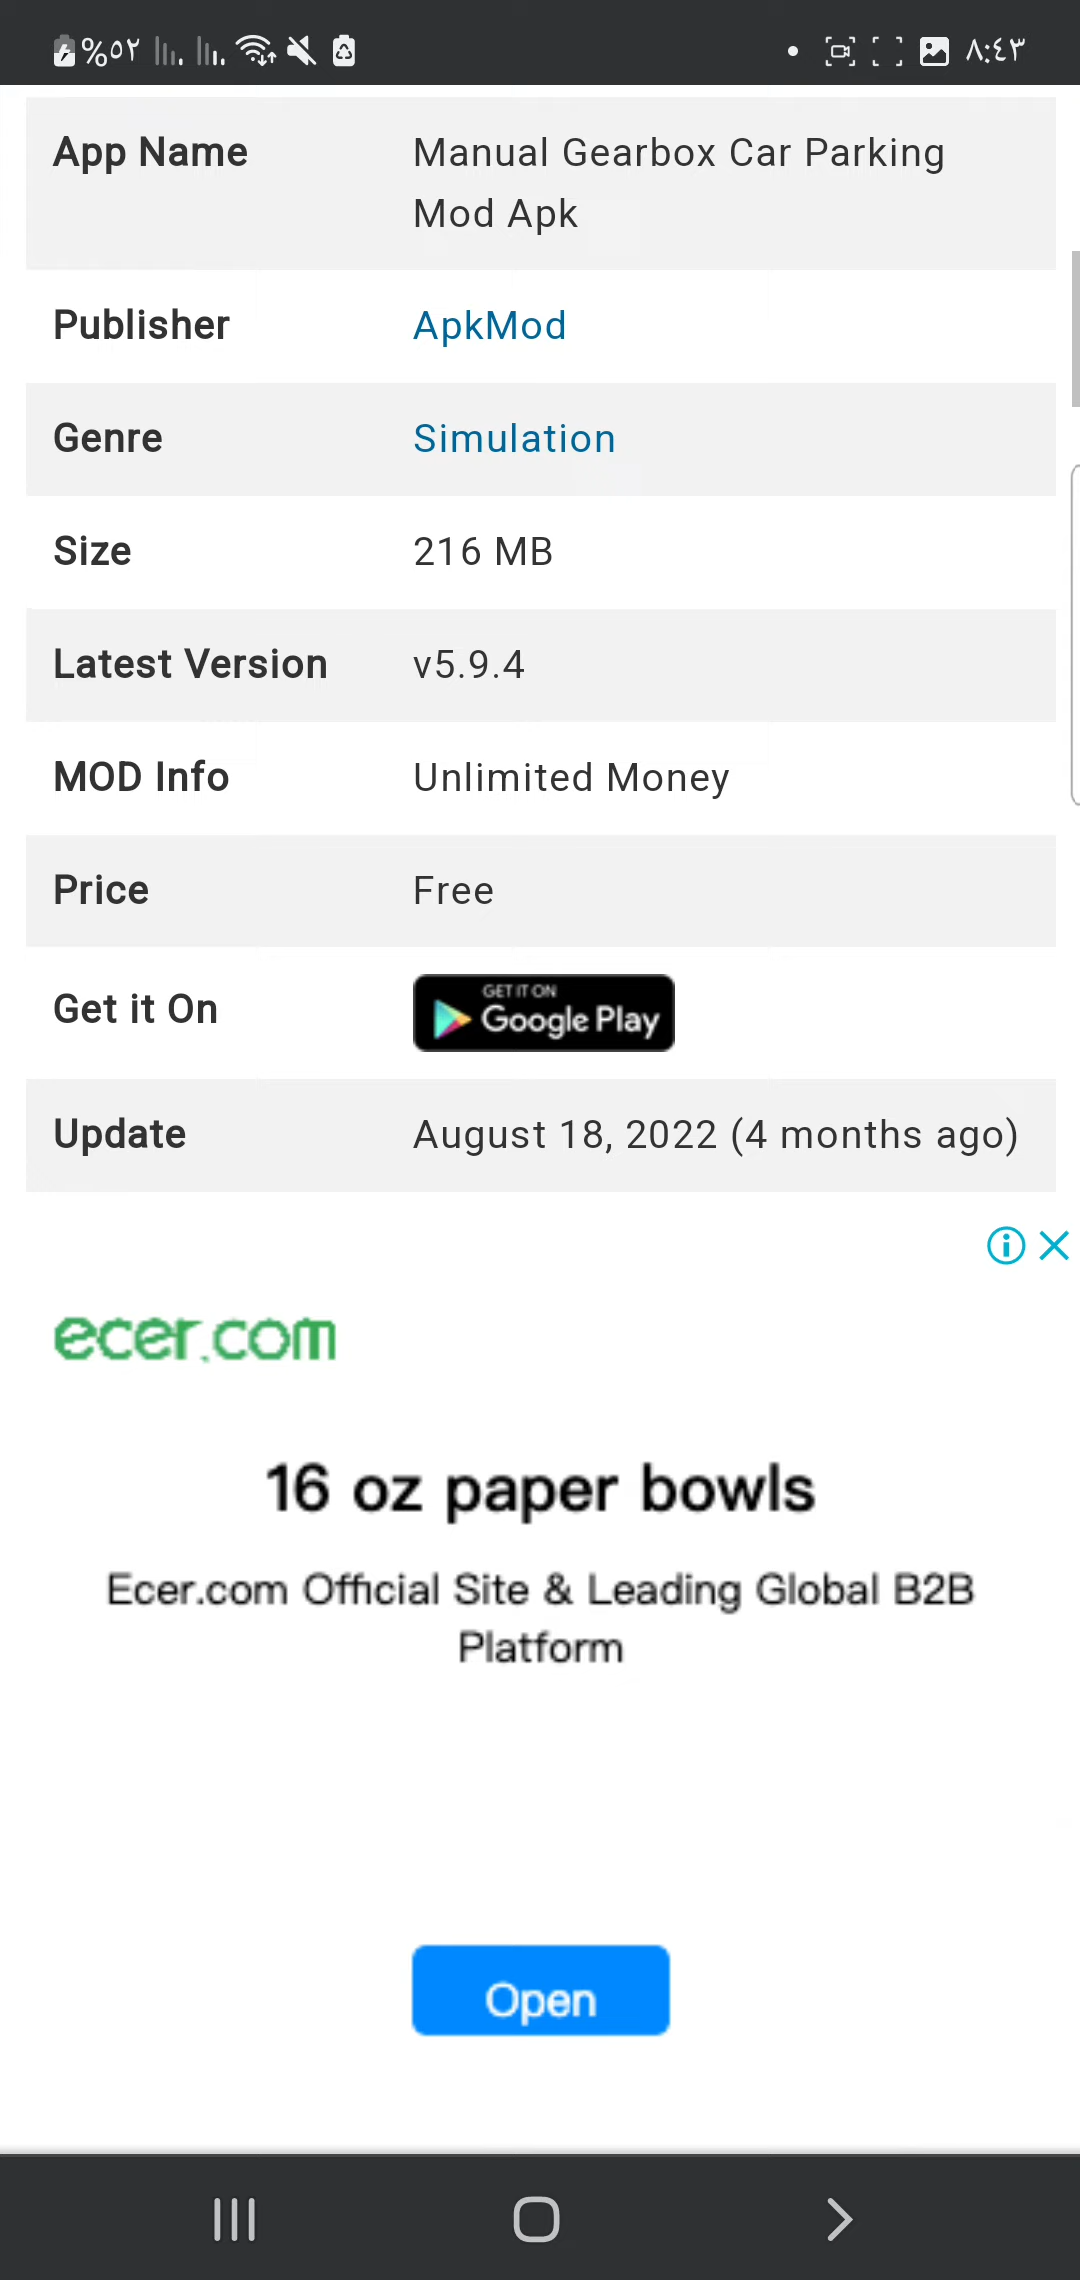 %٥٢
٨:٤٣
App Name Manual Gearbox Car Parking
Mod Apk
Publisher ApkMod
Genre Simulation
Size 216 MB
Latest Version v5.9.4
MOD Info Unlimited Money
Price Free
Get it On GET IT ON
Google Play
Update August 18, 2022 (4 months ago)
ecer.com
16 oz paper bowls
Ecer.com Official Site & Leading Global B2B
Platform
Open